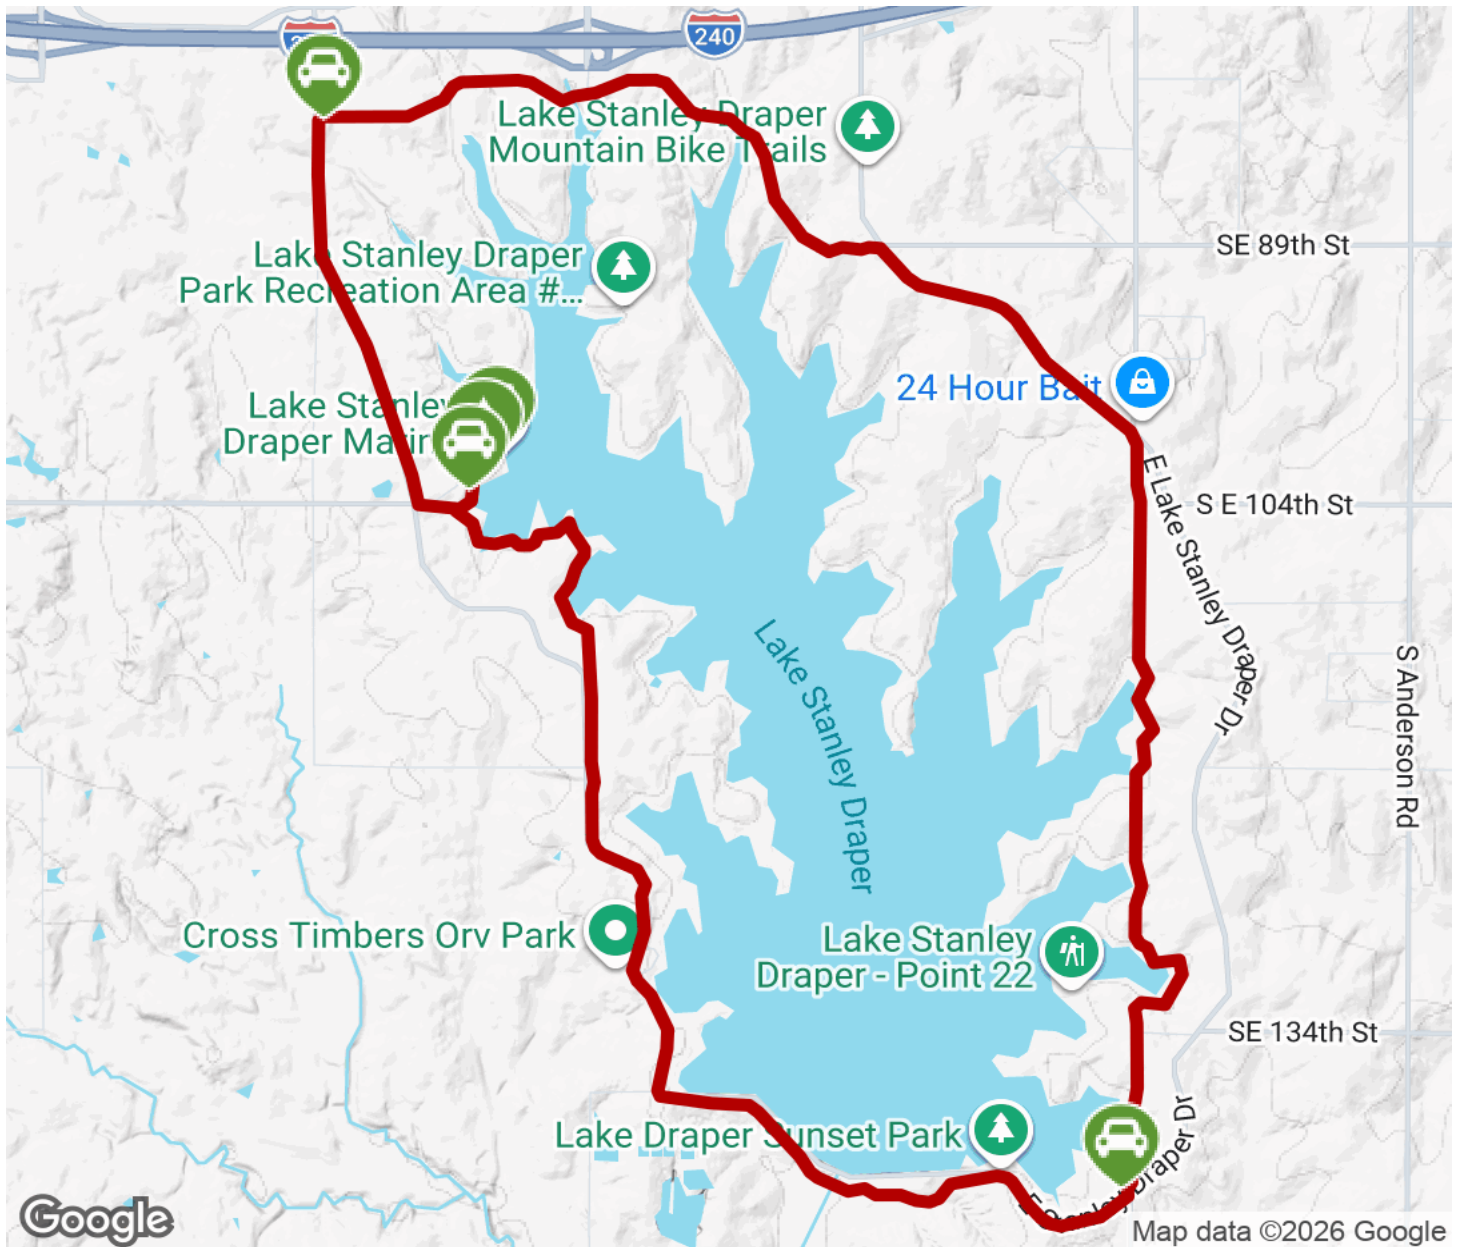 240
Lake Stanley Draper
Mountain Bike Trails
SE 89th St
Lake Stanley Draper
Park Recreation Area #...
24 Hour Bait
Lake Stanley
Draper
S E 104th St
E Lake Stanley Draper Dr
Lake Stanley Draper
S Anderson Rd
Cross Timbers Orv Park
Lake Stanley
Draper - Point 22
SE 134th St
Lake Draper Sunset Park
Draper Dr
Google
Map data ©2026 Google